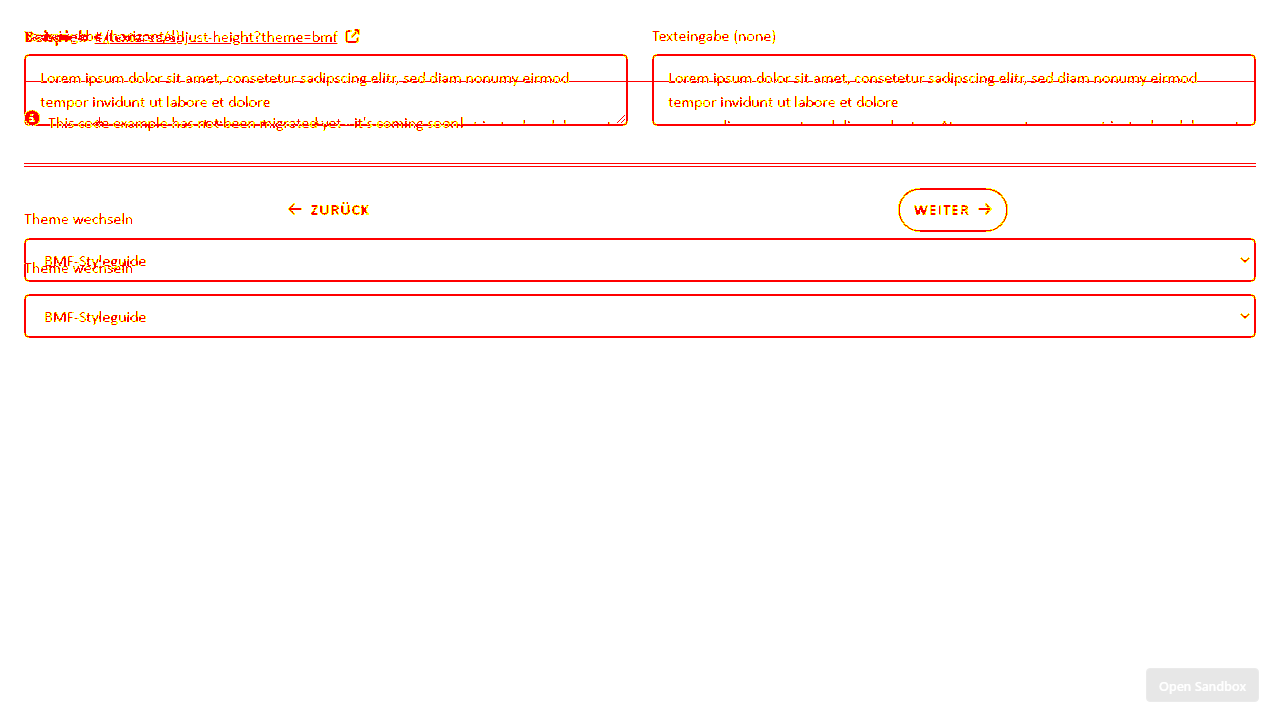 /textarea/adjust-height?theme=bmf
Texteingabe (none)
Lorem ipsum dolor sit amet, consetetur sadipscing elitr, sed diam nonumy eirmod
tempor invidunt ut labore et dolore
Lorem ipsum dolor sit amet, consetetur sadipscing elitr, sed diam nonumy eirmod
tempor invidunt ut labore et dolore
This code example has not been migrated yet - it's coming soon!
ZURÜCK
WEITER
Theme wechseln
BMF-Styleguide
Theme wechseln
BMF-Styleguide
Open Sandbox